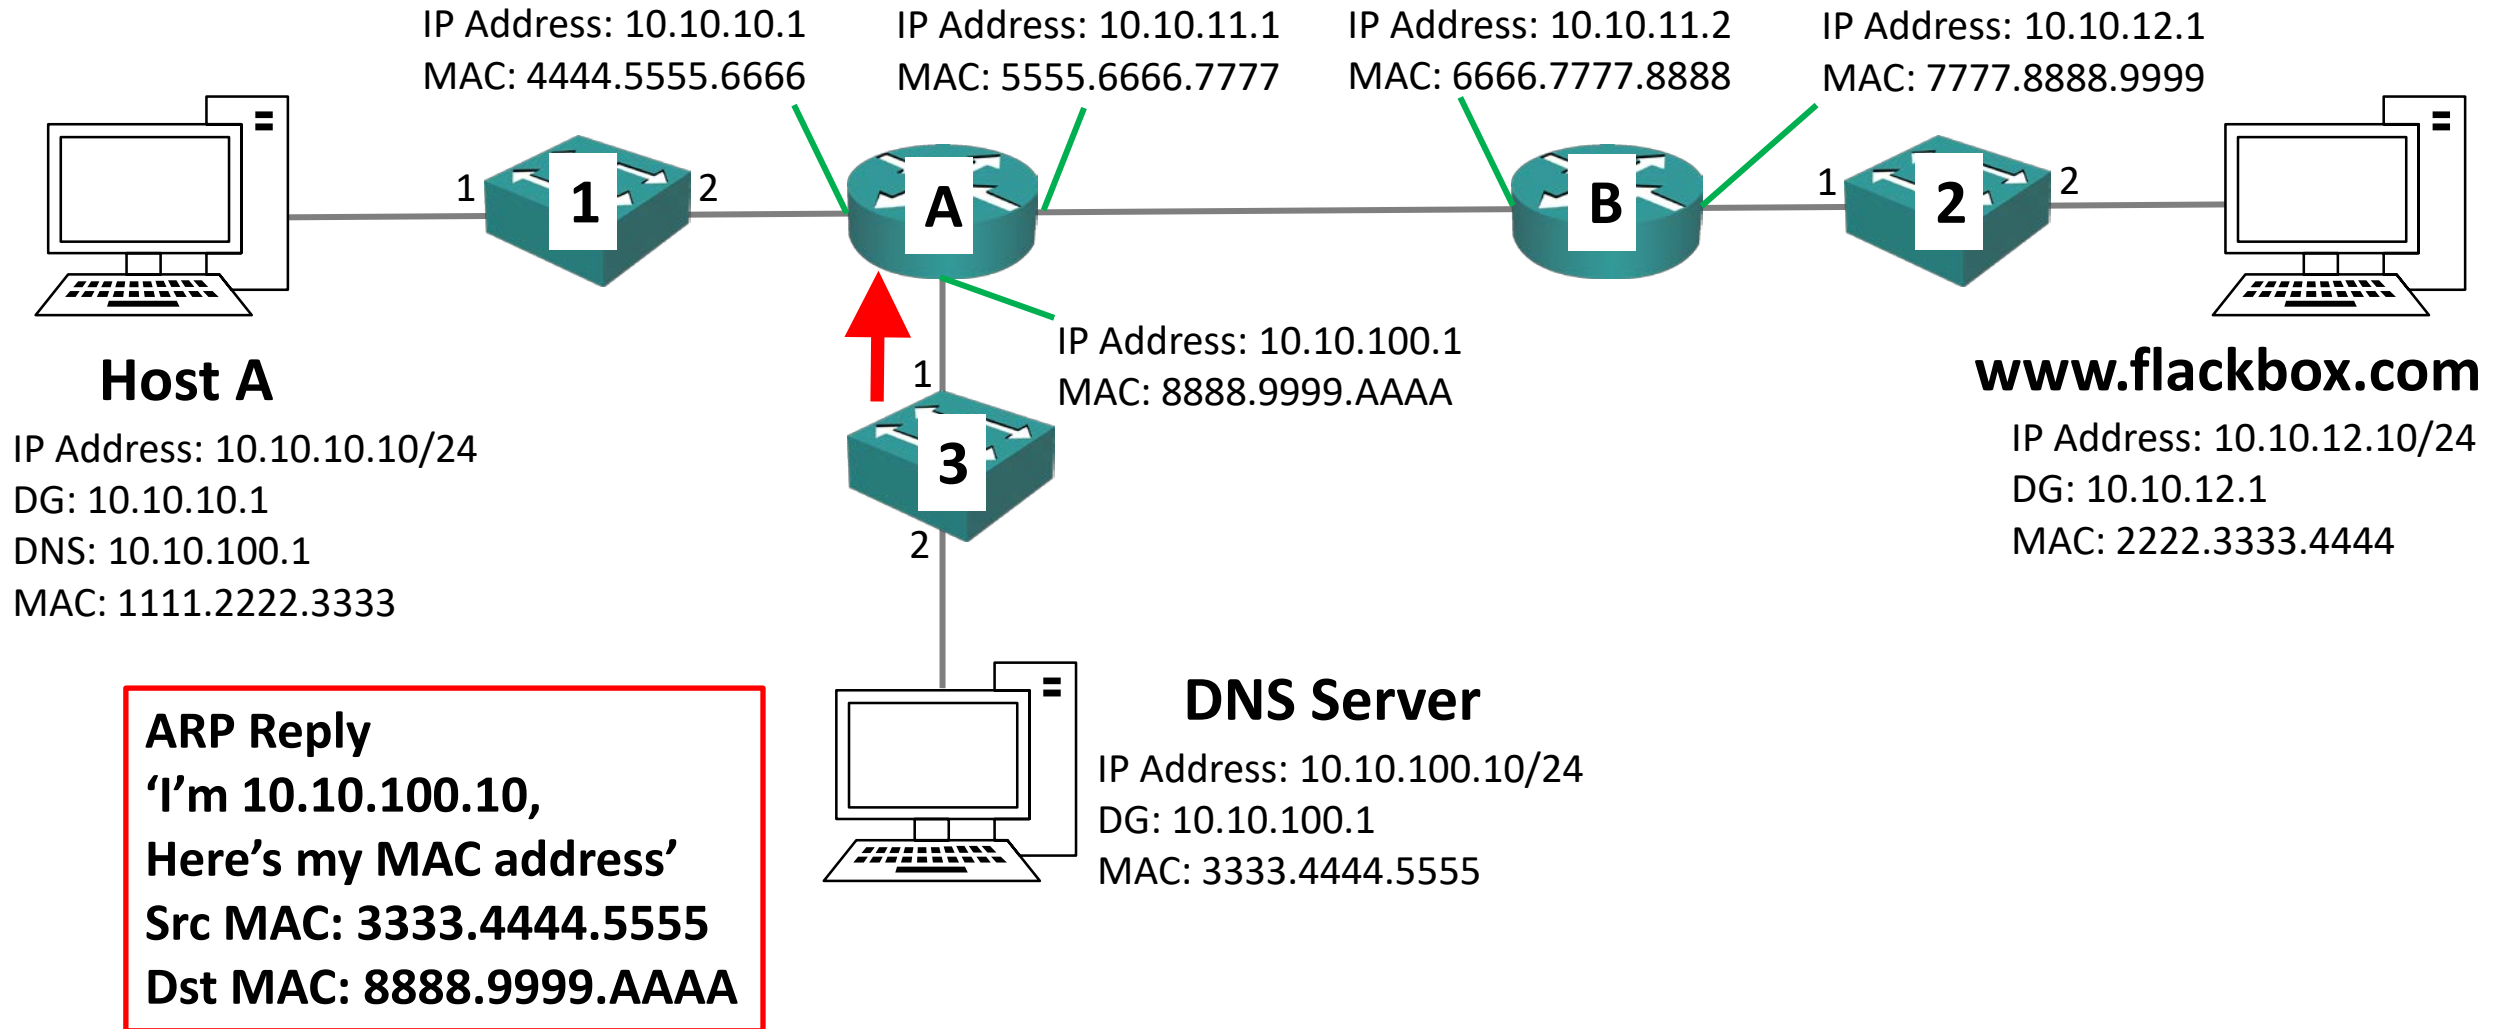 IP Address: 10.10.10.1
MAC: 4444.5555.6666
IP Address: 10.10.11.1
MAC: 5555.6666.7777
IP Address: 10.10.11.2
MAC: 6666.7777.8888
IP Address: 10.10.12.1
MAC: 7777.8888.9999
1
1
2
A
B
1
2
2
IP Address: 10.10.100.1
MAC: 8888.9999.AAAA
1
3
2
Host A
IP Address: 10.10.10.10/24
DG: 10.10.10.1
DNS: 10.10.100.1
MAC: 1111.2222.3333
www.flackbox.com
IP Address: 10.10.12.10/24
DG: 10.10.12.1
MAC: 2222.3333.4444
ARP Reply
‘I’m 10.10.100.10,
Here’s my MAC address’
Src MAC: 3333.4444.5555
Dst MAC: 8888.9999.AAAA
DNS Server
IP Address: 10.10.100.10/24
DG: 10.10.100.1
MAC: 3333.4444.5555